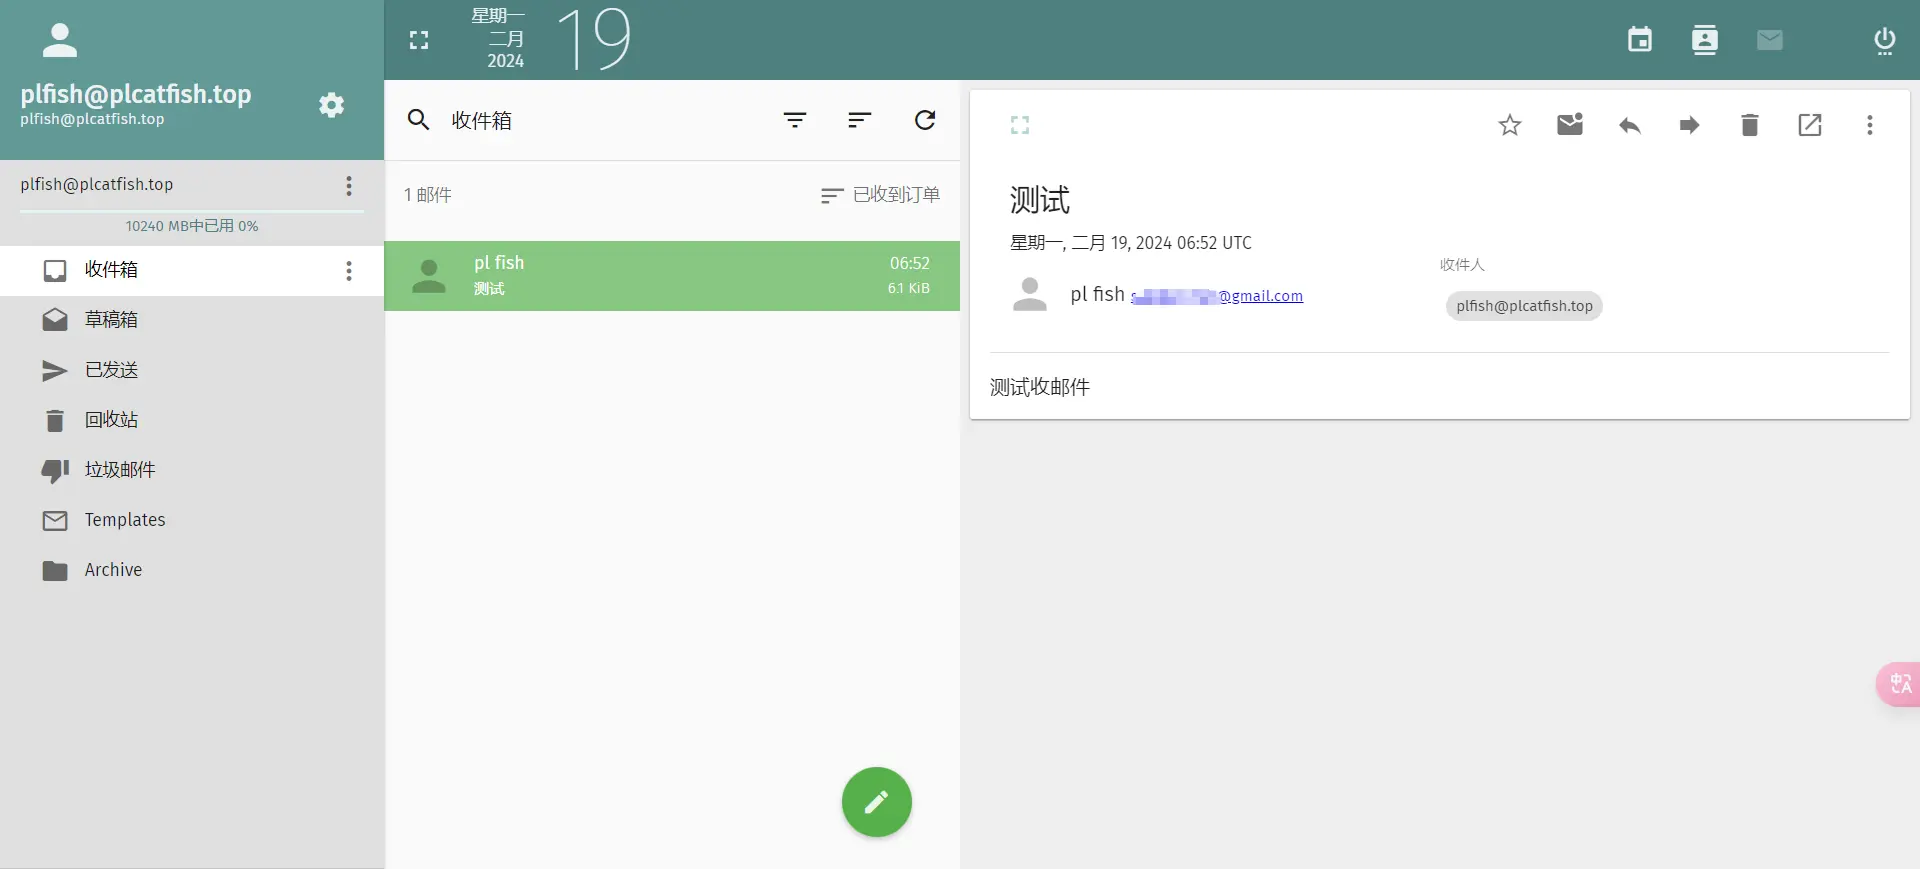 plfish@plcatfish.top
plfish@plcatfish.top
plfish@plcatfish.top
10240 MB中已用 0%
收件箱
草稿箱
已发送
回收站
垃圾邮件
Templates
Archive
星期一
二月
2024
19
收件箱
1 邮件
已收到订单
pl fish
06:52
测试
6.1 KiB
测试
星期一, 二月 19, 2024 06:52 UTC
收件人
pl fish @gmail.com
plfish@plcatfish.top
测试收邮件
中A